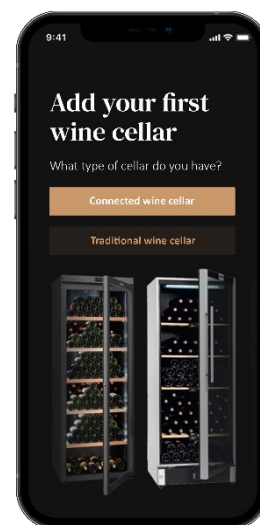 9:41
Add your first
wine cellar
What type of cellar do you have?
Connected wine cellar
Traditional wine cellar